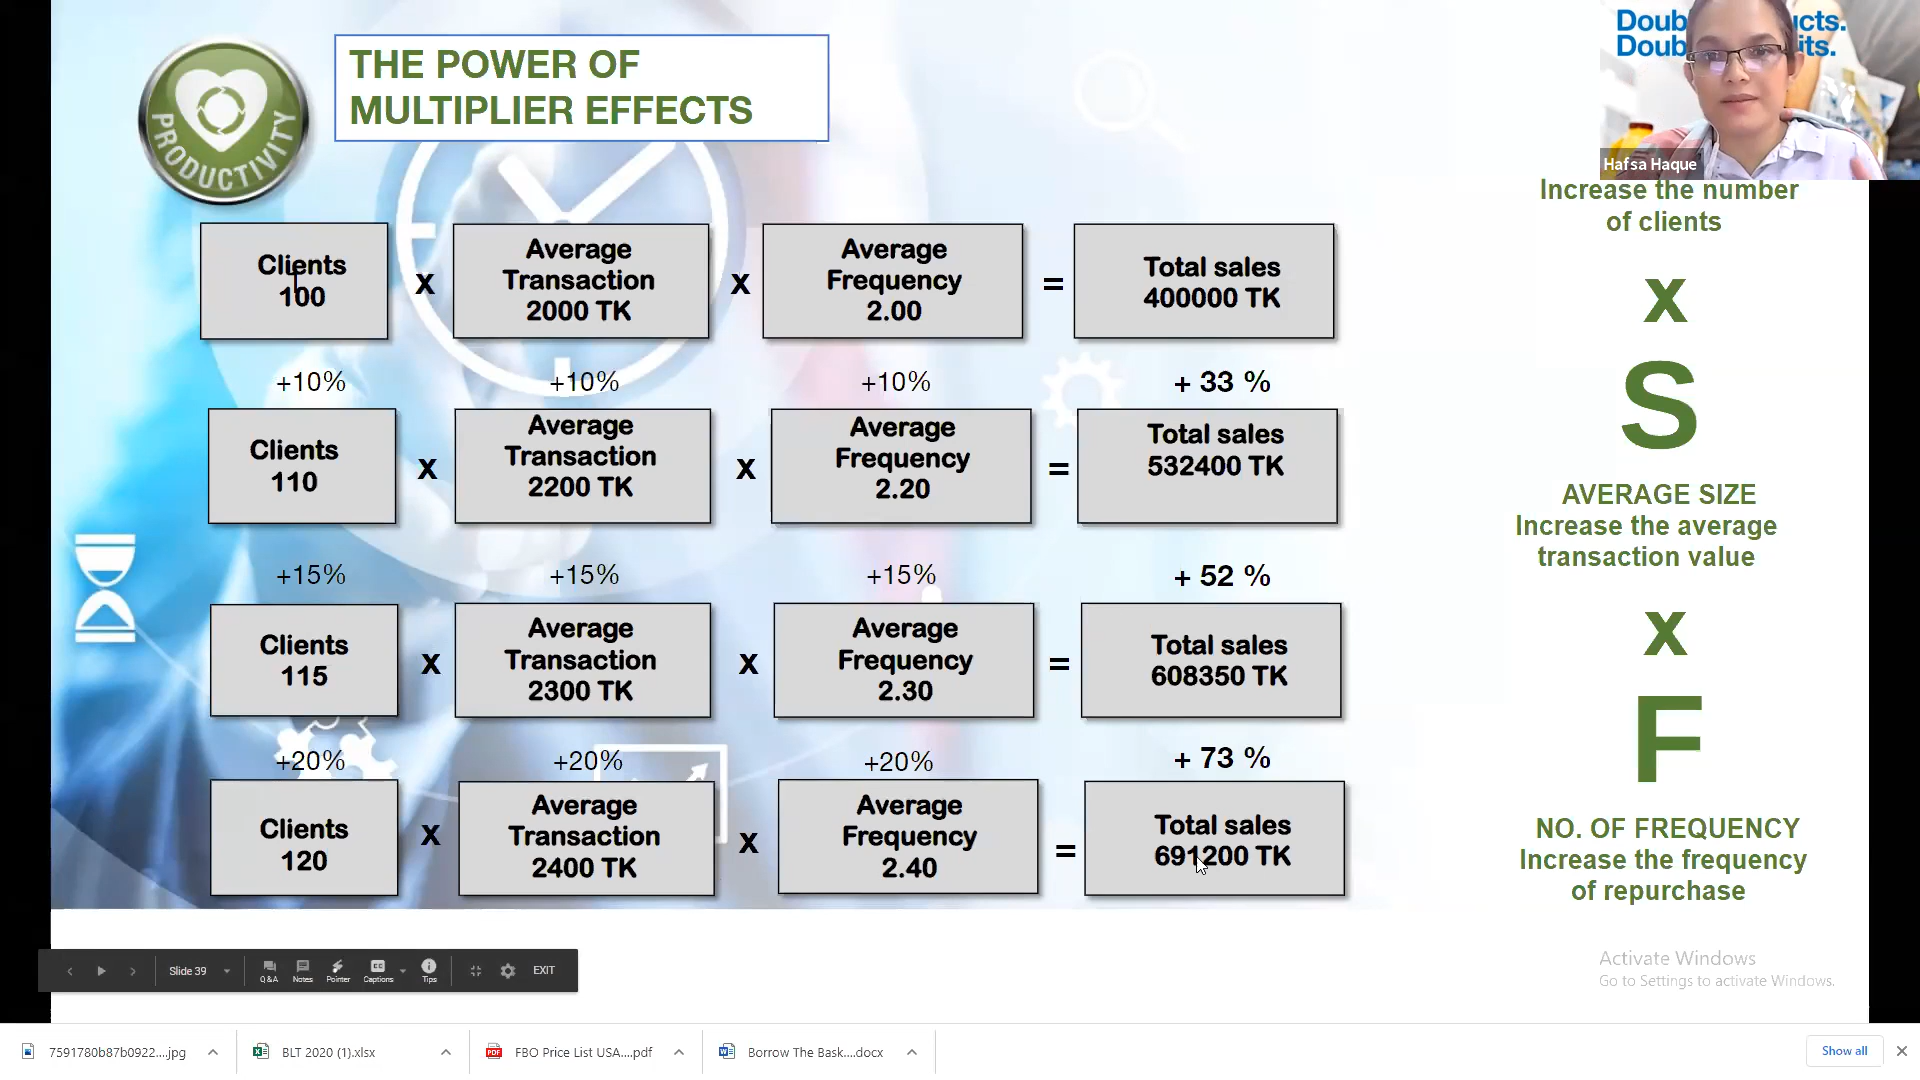 THE POWER OF
MULTIPLIER EFFECTS
PRODUCTIVITY
Hafsa Haque
Increase the number
of clients
x
S
AVERAGE SIZE
Increase the average
transaction value
x
F
NO. OF FREQUENCY
Increase the frequency
of repurchase
Clients
100
x
Average
Transaction
2000 TK
x
Average
Frequency
2.00
=
Total sales
400000 TK
+10%
+10%
+10%
+ 33 %
Clients
110
x
Average
Transaction
2200 TK
x
Average
Frequency
2.20
=
Total sales
532400 TK
+15%
+15%
+15%
+ 52 %
Clients
115
x
Average
Transaction
2300 TK
x
Average
Frequency
2.30
=
Total sales
608350 TK
+20%
+20%
+20%
+ 73 %
Clients
120
x
Average
Transaction
2400 TK
x
Average
Frequency
2.40
=
Total sales
691200 TK
Slide 39
Q&A
Notes
Pointer
CC
Captions
Tips
EXIT
Activate Windows
Go to Settings to activate Windows.
7591780b87b0922....jpg
BLT 2020 (1).xlsx
PDF
FBO Price List USA....pdf
Borrow The Bask....docx
Show all